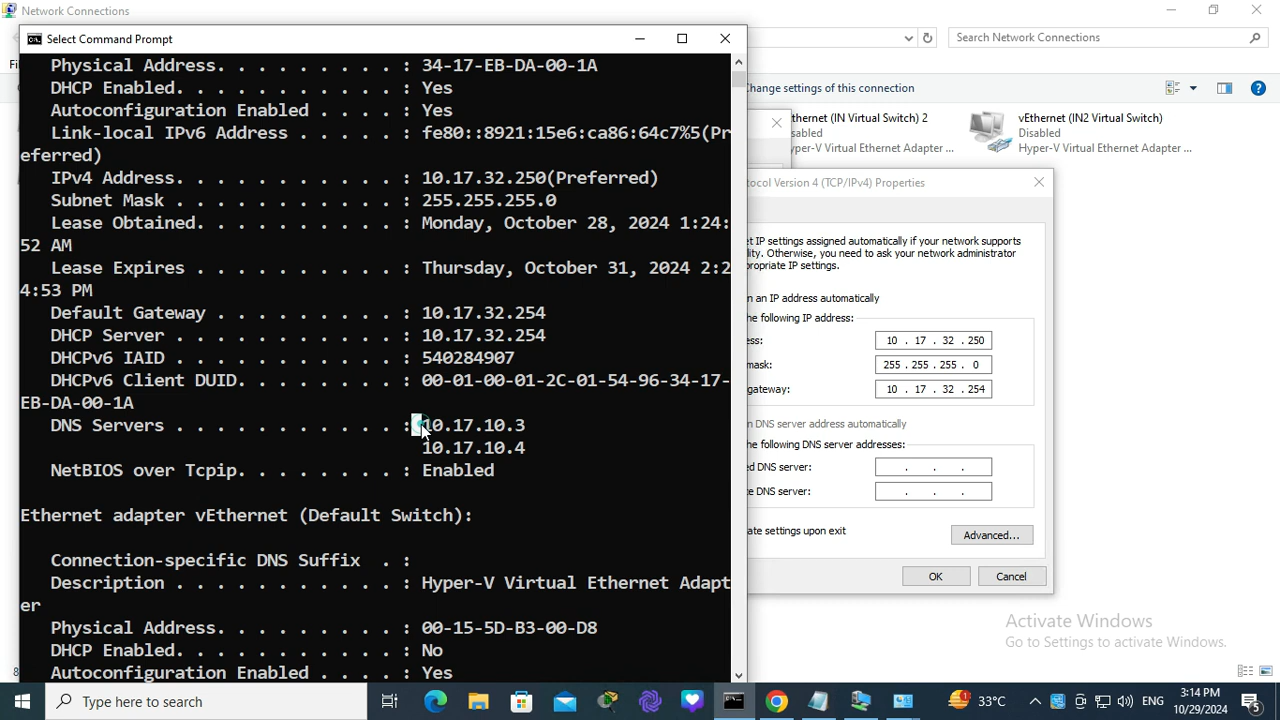 Network Connections
Select Command Prompt
Search Network Connections
Physical Address. . . . . . . . . : 34-17-EB-DA-00-1A
DHCP Enabled. . . . . . . . . . . : Yes
Autoconfiguration Enabled . . . . : Yes
Link-local IPv6 Address . . . . . : fe80::8921:15e6:ca86:64c7%5(Pr
eferred)
IPv4 Address. . . . . . . . . . . : 10.17.32.250(Preferred)
Subnet Mask . . . . . . . . . . . : 255.255.255.0
Lease Obtained. . . . . . . . . . : Monday, October 28, 2024 1:24:
52 AM
Lease Expires . . . . . . . . . . : Thursday, October 31, 2024 2:2
4:53 PM
Default Gateway . . . . . . . . . : 10.17.32.254
DHCP Server . . . . . . . . . . . : 10.17.32.254
DHCPv6 IAID . . . . . . . . . . . : 540284907
DHCPv6 Client DUID. . . . . . . . : 00-01-00-01-2C-01-54-96-34-17-
EB-DA-00-1A
DNS Servers . . . . . . . . . . . : 10.17.10.3
10.17.10.4
NetBIOS over Tcpip. . . . . . . . : Enabled
Ethernet adapter vEthernet (Default Switch):
Connection-specific DNS Suffix . :
Description . . . . . . . . . . . : Hyper-V Virtual Ethernet Adapt
er
Physical Address. . . . . . . . . : 00-15-5D-B3-00-D8
DHCP Enabled. . . . . . . . . . . : No
Autoconfiguration Enabled . . . . : Yes
Change settings of this connection
thernet (IN Virtual Switch) 2
sabled
yper-V Virtual Ethernet Adapter ...
vEthernet (IN2 Virtual Switch)
Disabled
Hyper-V Virtual Ethernet Adapter ...
tocol Version 4 (TCP/IPv4) Properties
et IP settings assigned automatically if your network supports
ility. Otherwise, you need to ask your network administrator
propriate IP settings.
n an IP address automatically
he following IP address:
ess: 10 . 17 . 32 . 250
mask: 255 . 255 . 255 . 0
gateway: 10 . 17 . 32 . 254
n DNS server address automatically
he following DNS server addresses:
ed DNS server: . . .
te DNS server: . . .
ate settings upon exit
Advanced...
OK Cancel
Activate Windows
Go to Settings to activate Windows.
Type here to search
33°C
ENG
3:14 PM
10/29/2024
5